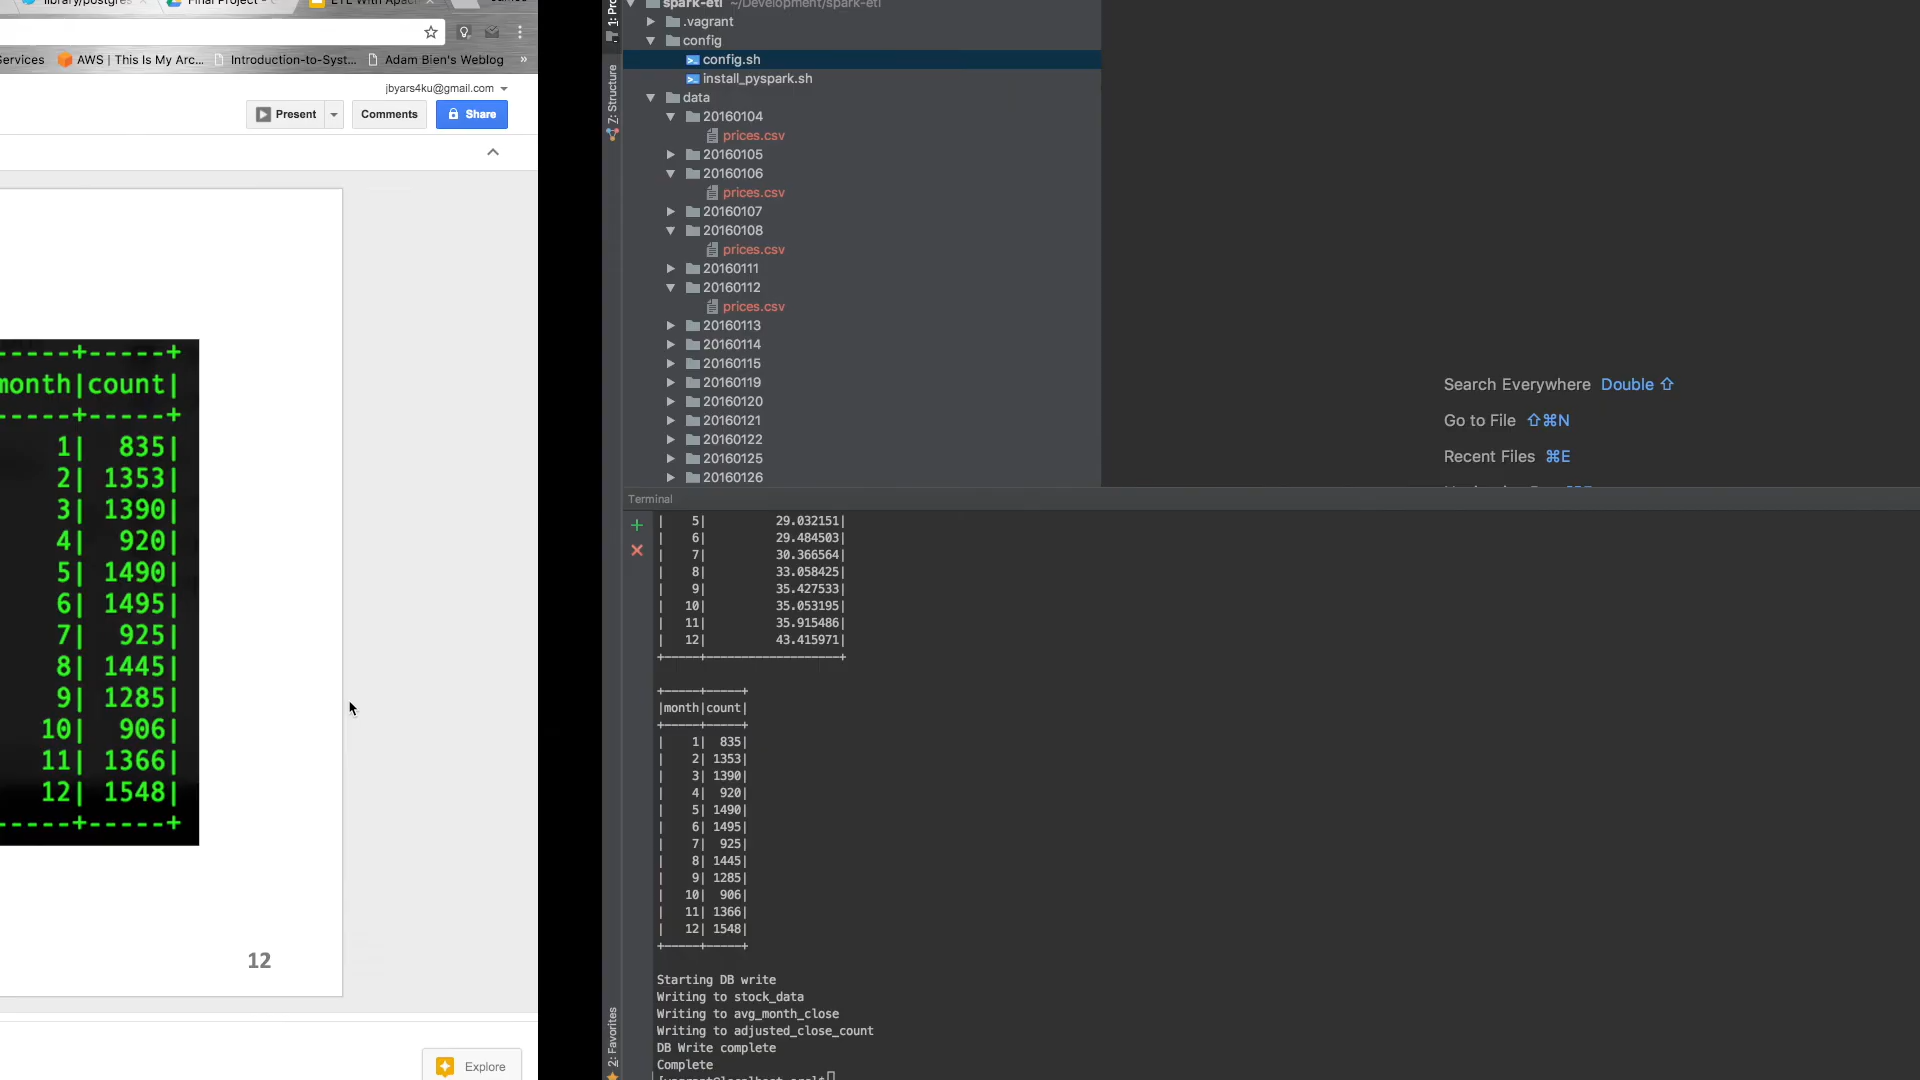 library/postgres
Final Project -
ETL With Apac
Services
AWS | This Is My Arc...
Introduction-to-Syst...
Adam Bien's Weblog
»
jbyars4ku@gmail.com
Present
Comments
Share
-----+-----+
month|count|
-----+-----+
1|  835|
2| 1353|
3| 1390|
4|  920|
5| 1490|
6| 1495|
7|  925|
8| 1445|
9| 1285|
10|  906|
11| 1366|
12| 1548|
-----+-----+
12
Explore
1: Pro
Z: Structure
2: Favorites
spark-etl ~/Development/spark-etl
.vagrant
config
config.sh
install_pyspark.sh
data
20160104
prices.csv
20160105
20160106
prices.csv
20160107
20160108
prices.csv
20160111
20160112
prices.csv
20160113
20160114
20160115
20160119
20160120
20160121
20160122
20160125
20160126
Search Everywhere Double ⇧
Go to File ⇧⌘N
Recent Files ⌘E
Terminal
|    5|          29.032151|
|    6|          29.484503|
|    7|          30.366564|
|    8|          33.058425|
|    9|          35.427533|
|   10|          35.053195|
|   11|          35.915486|
|   12|          43.415971|
+-----+-------------------+
+-----+-----+
|month|count|
+-----+-----+
|    1|  835|
|    2| 1353|
|    3| 1390|
|    4|  920|
|    5| 1490|
|    6| 1495|
|    7|  925|
|    8| 1445|
|    9| 1285|
|   10|  906|
|   11| 1366|
|   12| 1548|
+-----+-----+
Starting DB write
Writing to stock_data
Writing to avg_month_close
Writing to adjusted_close_count
DB Write complete
Complete